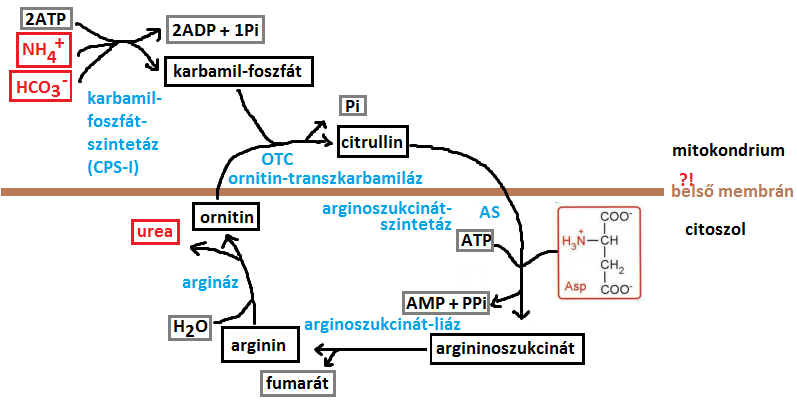 2ATP
2ADP + 1Pi
NH₄⁺
karbamil-foszfát
HCO₃⁻
karbamil-
foszfát-
szintetáz
(CPS-I)
Pi
citrullin
OTC
ornitin-transzkarbamiláz
mitokondrium
?!
belső membrán
citoszol
ornitin
arginoszukcinát-
szintetáz
AS
urea
ATP
COO⁻
H₃N⁺—CH
CH₂
COO⁻
Asp
argináz
AMP + PPi
H₂O
arginin
arginoszukcinát-liáz
argininoszukcinát
fumarát